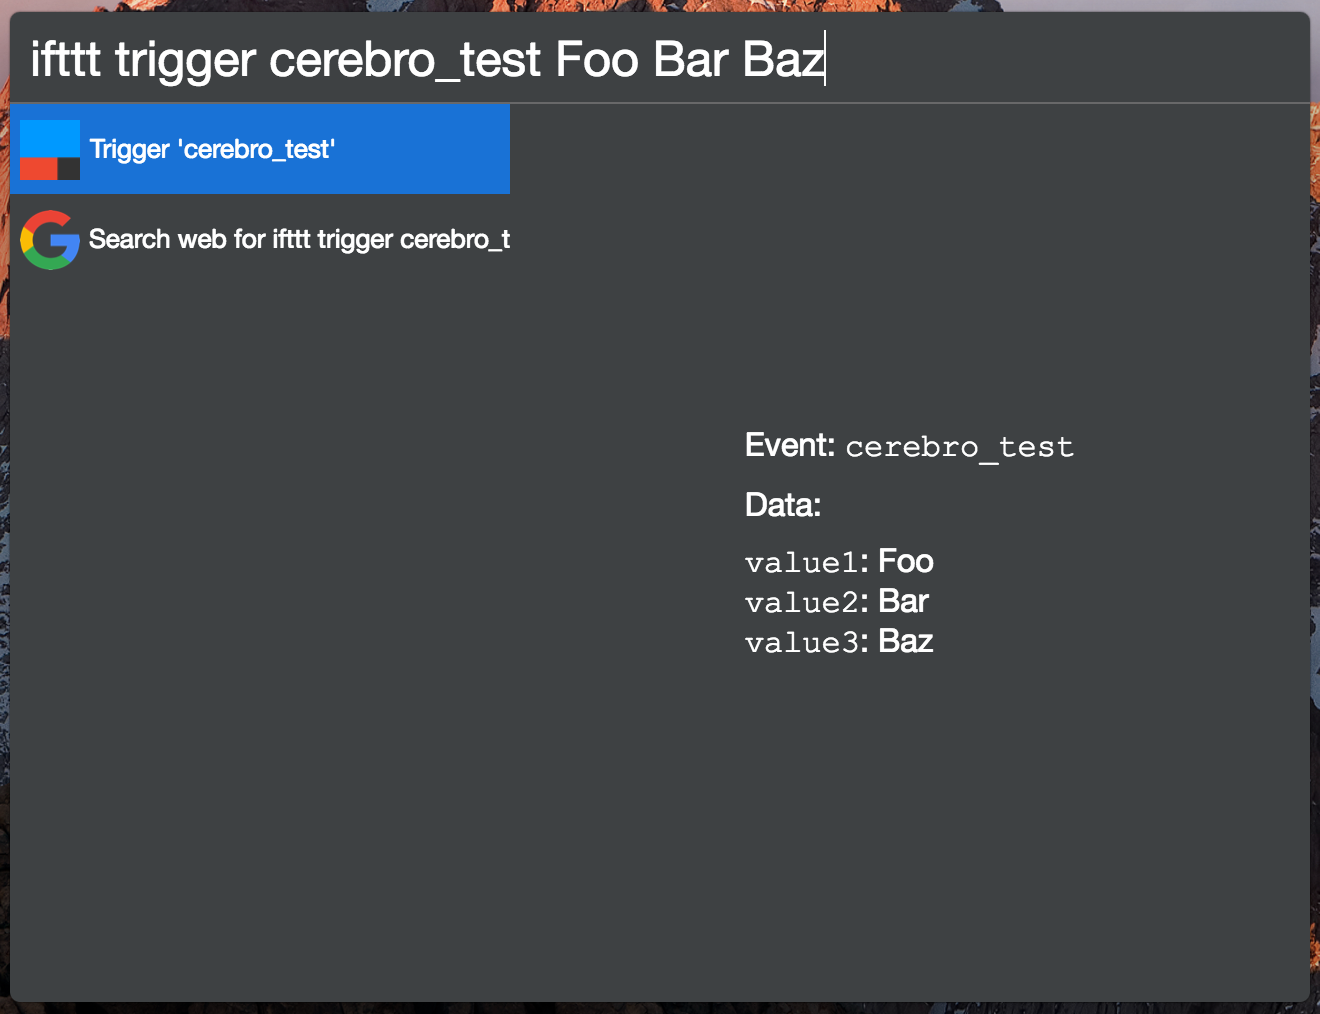 ifttt trigger cerebro_test Foo Bar Baz
Trigger 'cerebro_test'
Search web for ifttt trigger cerebro_t
Event: cerebro_test
Data:
value1: Foo
value2: Bar
value3: Baz